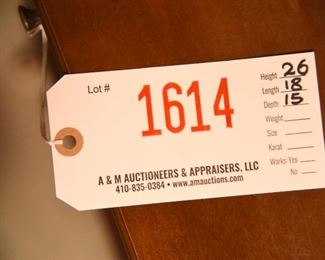 Lot #
1614
Height 26
Length 18
Depth 15
Weight
Size
Karat
Works: Yes
No
A & M AUCTIONEERS & APPRAISERS, LLC
410-835-0384 • www.amauctions.com